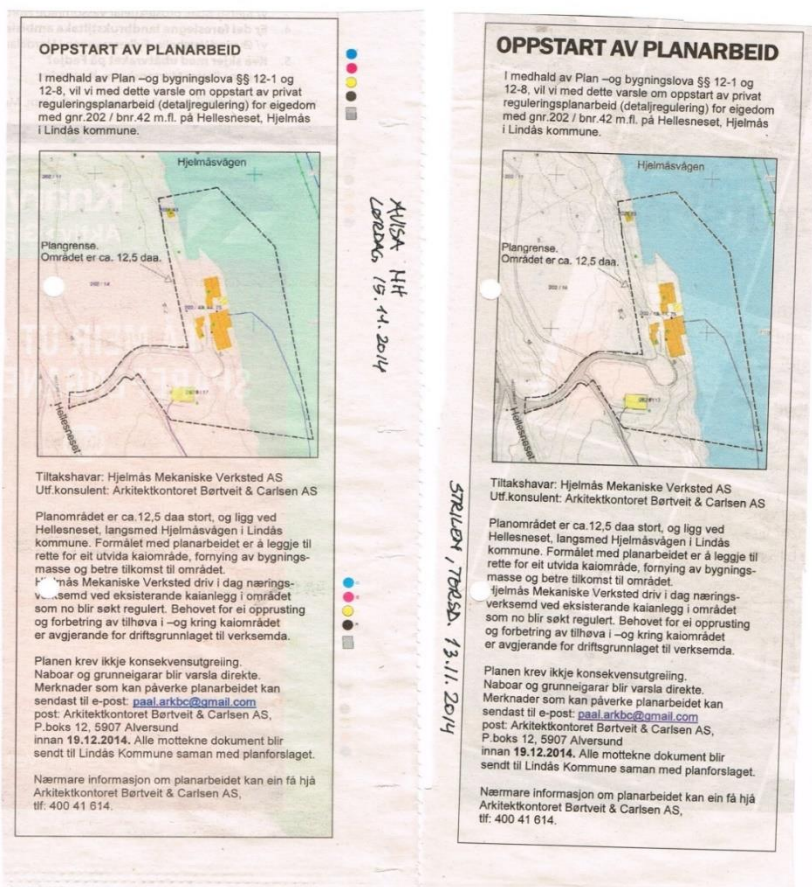 OPPSTART AV PLANARBEID
I medhald av Plan –og bygningslova §§ 12-1 og
12-8, vil vi med dette varsle om oppstart av privat
reguleringsplanarbeid (detaljregulering) for eigedom
med gnr.202 / bnr.42 m.fl. på Hellesneset, Hjelmås
i Lindås kommune.
Hjelmåsvågen
Plangrense.
Området er ca. 12,5 daa.
Hellesneset
Tiltakshavar: Hjelmås Mekaniske Verksted AS
Utf.konsulent: Arkitektkontoret Børtveit & Carlsen AS
Planområdet er ca.12,5 daa stort, og ligg ved
Hellesneset, langsmed Hjelmåsvågen i Lindås
kommune. Formålet med planarbeidet er å leggje til
rette for eit utvida kaiområde, fornying av bygnings-
masse og betre tilkomst til området.
Hjelmås Mekaniske Verksted driv i dag nærings-
verksemd ved eksisterande kaianlegg i området
som no blir søkt regulert. Behovet for ei opprusting
og forbetring av tilhøva i –og kring kaiområdet
er avgjerande for driftsgrunnlaget til verksemda.
Planen krev ikkje konsekvensutgreiing.
Naboar og grunneigarar blir varsla direkte.
Merknader som kan påverke planarbeidet kan
sendast til e-post: paal.arkbc@gmail.com
post: Arkitektkontoret Børtveit & Carlsen AS,
P.boks 12, 5907 Alversund
innan 19.12.2014. Alle mottekne dokument blir
sendt til Lindås Kommune saman med planforslaget.
Nærmare informasjon om planarbeidet kan ein få hjå
Arkitektkontoret Børtveit & Carlsen AS,
tlf: 400 41 614.
AVISA NH
LØRDAG, 15.11.2014
OPPSTART AV PLANARBEID
I medhald av Plan –og bygningslova §§ 12-1 og
12-8, vil vi med dette varsle om oppstart av privat
reguleringsplanarbeid (detaljregulering) for eigedom
med gnr.202 / bnr.42 m.fl. på Hellesneset, Hjelmås
i Lindås kommune.
Hjelmåsvågen
Plangrense.
Området er ca. 12,5 daa.
Hellesneset
Tiltakshavar: Hjelmås Mekaniske Verksted AS
Utf.konsulent: Arkitektkontoret Børtveit & Carlsen AS
Planområdet er ca.12,5 daa stort, og ligg ved
Hellesneset, langsmed Hjelmåsvågen i Lindås
kommune. Formålet med planarbeidet er å leggje til
rette for eit utvida kaiområde, fornying av bygnings-
masse og betre tilkomst til området.
Hjelmås Mekaniske Verksted driv i dag nærings-
verksemd ved eksisterande kaianlegg i området
som no blir søkt regulert. Behovet for ei opprusting
og forbetring av tilhøva i –og kring kaiområdet
er avgjerande for driftsgrunnlaget til verksemda.
Planen krev ikkje konsekvensutgreiing.
Naboar og grunneigarar blir varsla direkte.
Merknader som kan påverke planarbeidet kan
sendast til e-post: paal.arkbc@gmail.com
post: Arkitektkontoret Børtveit & Carlsen AS,
P.boks 12, 5907 Alversund
innan 19.12.2014. Alle mottekne dokument blir
sendt til Lindås Kommune saman med planforslaget.
Nærmare informasjon om planarbeidet kan ein få hjå
Arkitektkontoret Børtveit & Carlsen AS,
tlf: 400 41 614.
STRILEN, TORSD. 13.11.2014